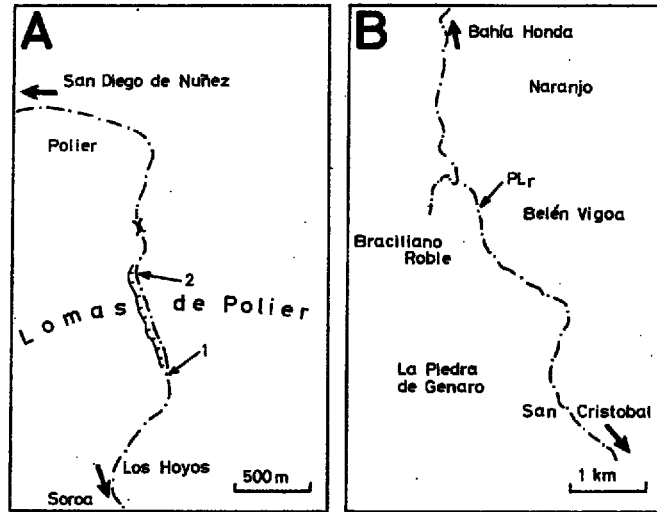 A
San Diego de Nuñez
Polier
2
Lomas de Polier
1
Los Hoyos
Soroa
500 m
B
Bahía Honda
Naranjo
PLr
Belén Vigoa
Braciliano
Roble
La Piedra
de Genaro
San Cristobal
1 km